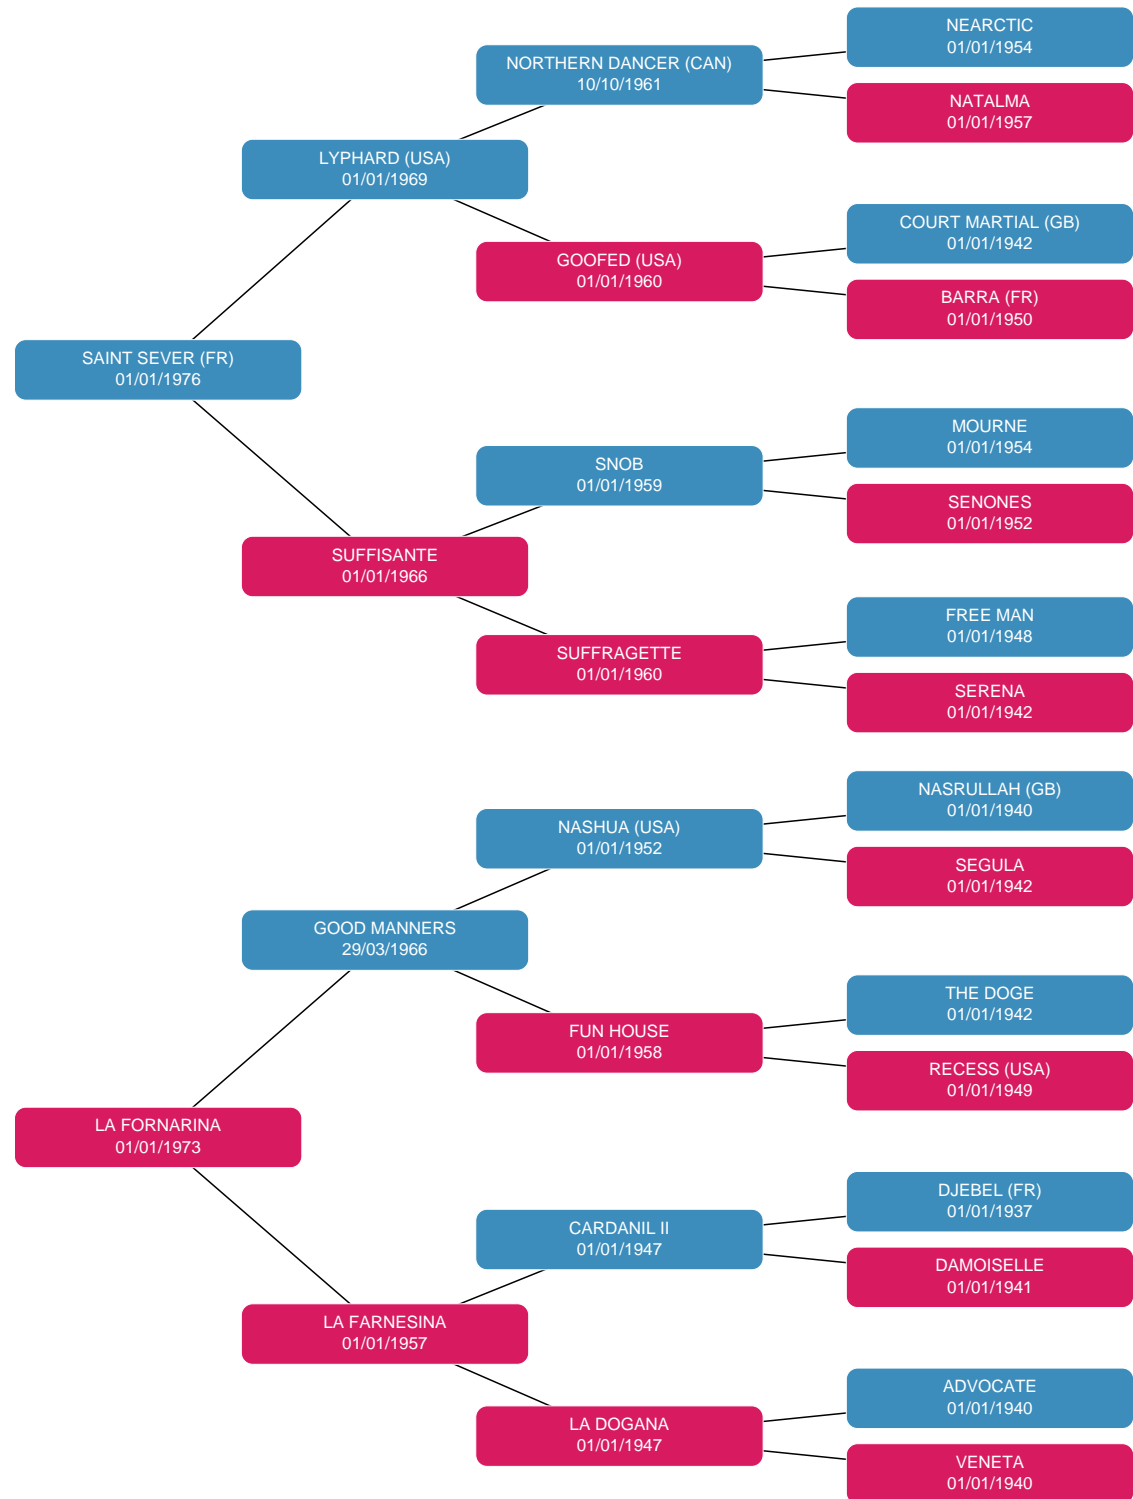 NEARCTIC
01/01/1954
NORTHERN DANCER (CAN)
10/10/1961
NATALMA
01/01/1957
LYPHARD (USA)
01/01/1969
COURT MARTIAL (GB)
01/01/1942
GOOFED (USA)
01/01/1960
BARRA (FR)
01/01/1950
SAINT SEVER (FR)
01/01/1976
MOURNE
01/01/1954
SNOB
01/01/1959
SENONES
01/01/1952
SUFFISANTE
01/01/1966
FREE MAN
01/01/1948
SUFFRAGETTE
01/01/1960
SERENA
01/01/1942
NASRULLAH (GB)
01/01/1940
NASHUA (USA)
01/01/1952
SEGULA
01/01/1942
GOOD MANNERS
29/03/1966
THE DOGE
01/01/1942
FUN HOUSE
01/01/1958
RECESS (USA)
01/01/1949
LA FORNARINA
01/01/1973
DJEBEL (FR)
01/01/1937
CARDANIL II
01/01/1947
DAMOISELLE
01/01/1941
LA FARNESINA
01/01/1957
ADVOCATE
01/01/1940
LA DOGANA
01/01/1947
VENETA
01/01/1940